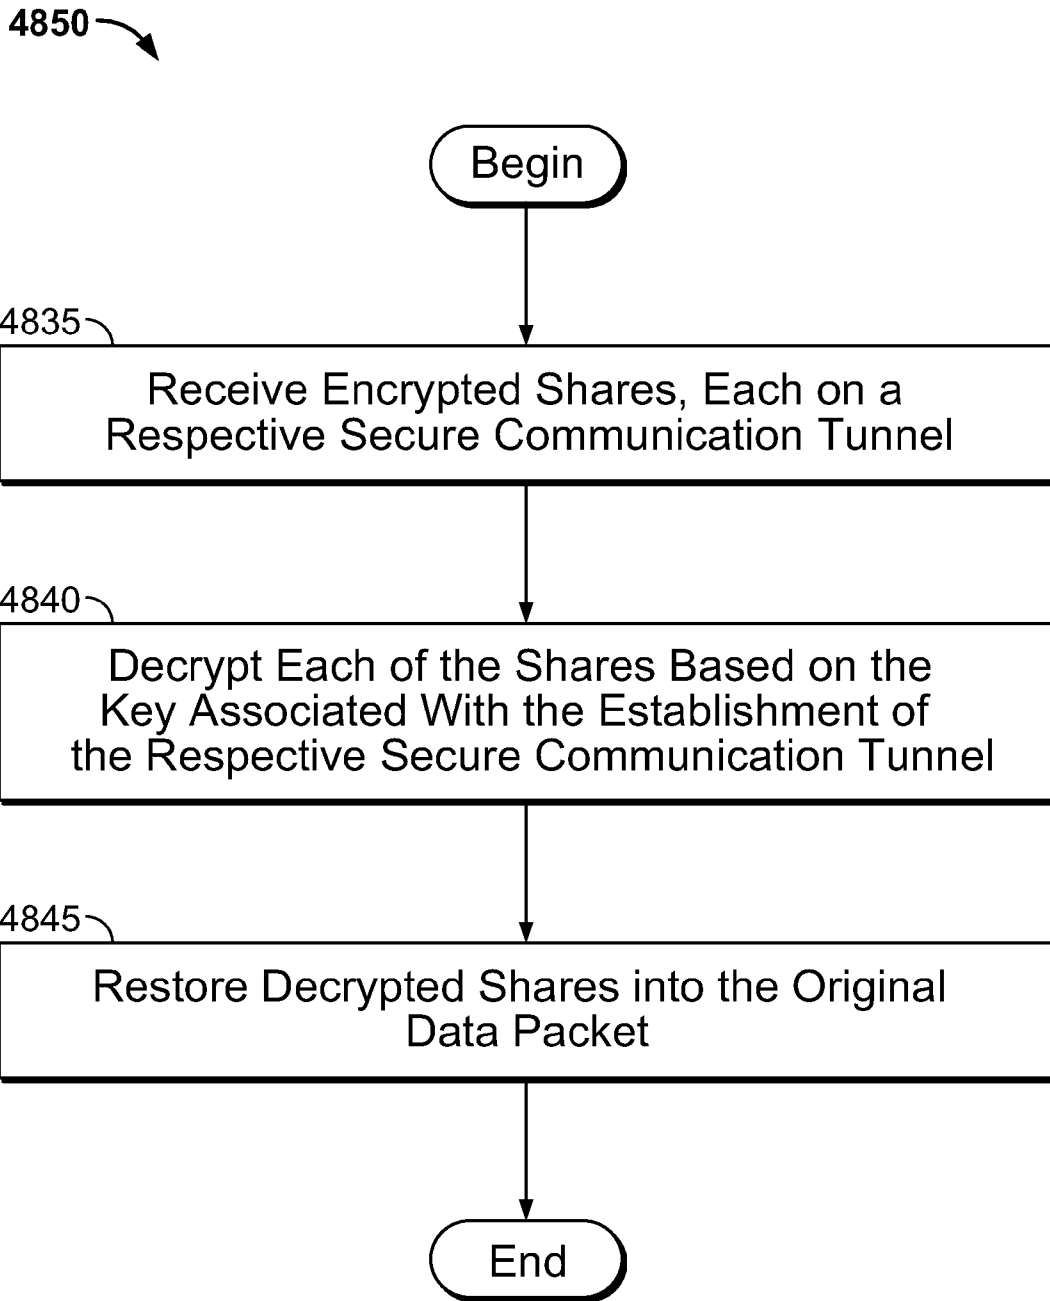 4850
Begin
4835
Receive Encrypted Shares, Each on a
Respective Secure Communication Tunnel
4840
Decrypt Each of the Shares Based on the
Key Associated With the Establishment of
the Respective Secure Communication Tunnel
4845
Restore Decrypted Shares into the Original
Data Packet
End